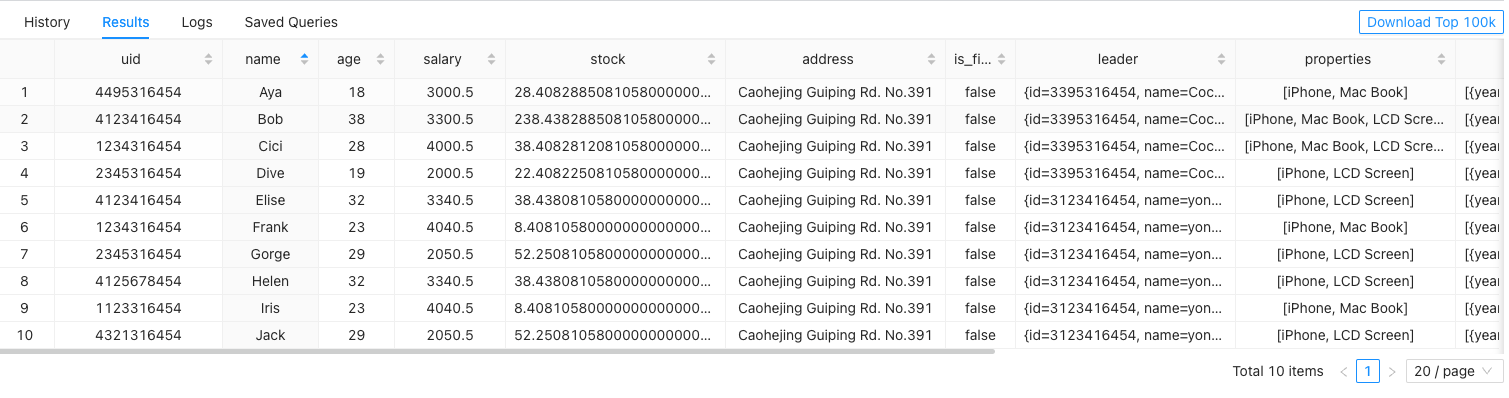 History Results Logs Saved Queries Download Top 100k
uid name age salary stock address is_fi... leader properties
1 4495316454 Aya 18 3000.5 28.4082885081058000000... Caohejing Guiping Rd. No.391 false {id=3395316454, name=Coc... [iPhone, Mac Book] [{year
2 4123416454 Bob 38 3300.5 238.438288508105800000... Caohejing Guiping Rd. No.391 false {id=3395316454, name=Coc... [iPhone, Mac Book, LCD Scre... [{year
3 1234316454 Cici 28 4000.5 38.4082812081058000000... Caohejing Guiping Rd. No.391 false {id=3395316454, name=Coc... [iPhone, Mac Book, LCD Scre... [{year
4 2345316454 Dive 19 2000.5 22.4082250810580000000... Caohejing Guiping Rd. No.391 false {id=3395316454, name=Coc... [iPhone, LCD Screen] [{year
5 4123416454 Elise 32 3340.5 38.4380810580000000000... Caohejing Guiping Rd. No.391 false {id=3123416454, name=yon... [iPhone, LCD Screen] [{year
6 1234316454 Frank 23 4040.5 8.40810580000000000000... Caohejing Guiping Rd. No.391 false {id=3123416454, name=yon... [iPhone, Mac Book] [{year
7 2345316454 Gorge 29 2050.5 52.2508105800000000000... Caohejing Guiping Rd. No.391 false {id=3123416454, name=yon... [iPhone, LCD Screen] [{year
8 4125678454 Helen 32 3340.5 38.4380810580000000000... Caohejing Guiping Rd. No.391 false {id=3123416454, name=yon... [iPhone, LCD Screen] [{year
9 1123316454 Iris 23 4040.5 8.40810580000000000000... Caohejing Guiping Rd. No.391 false {id=3123416454, name=yon... [iPhone, Mac Book] [{year
10 4321316454 Jack 29 2050.5 52.2508105800000000000... Caohejing Guiping Rd. No.391 false {id=3123416454, name=yon... [iPhone, LCD Screen] [{year
Total 10 items < 1 > 20 / page